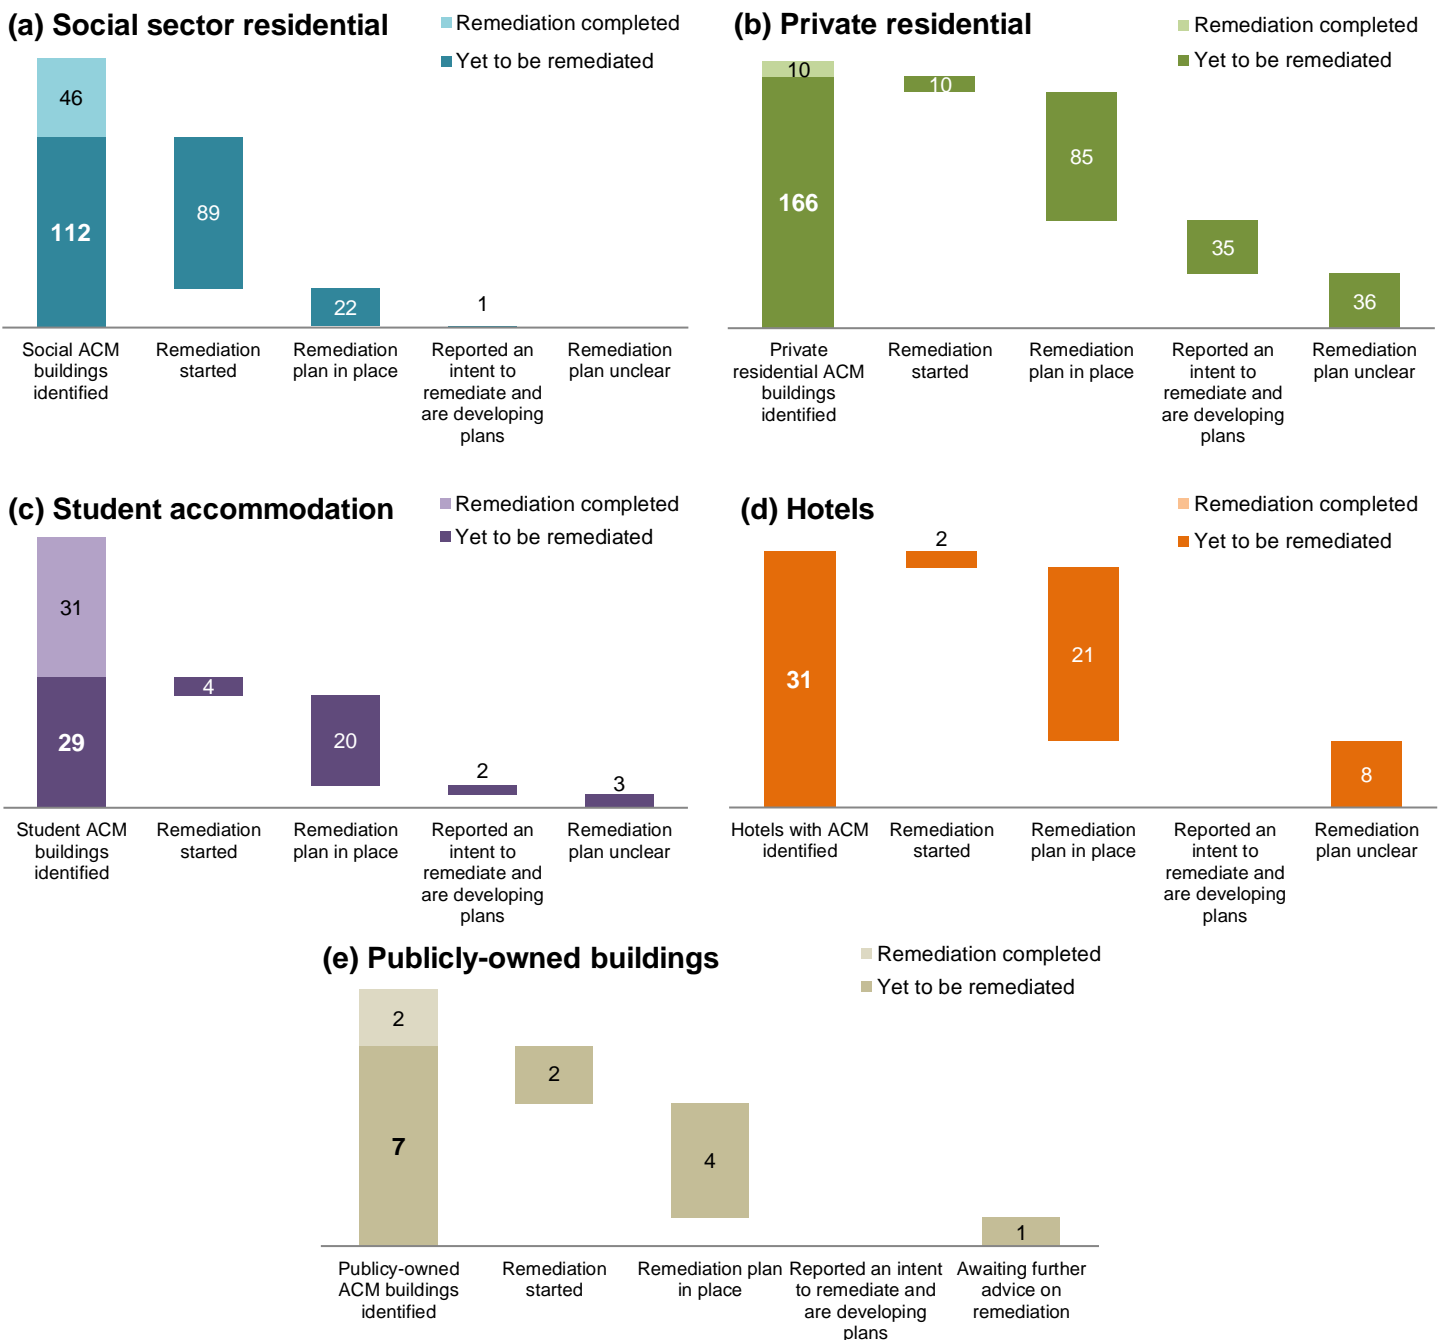 (a) Social sector residential
Remediation completed
Yet to be remediated
46
112
89
22
1
Social ACM
buildings
identified
Remediation
started
Remediation
plan in place
Reported an
intent to
remediate and
are developing
plans
Remediation
plan unclear
(b) Private residential
Remediation completed
Yet to be remediated
10
166
10
85
35
36
Private
residential ACM
buildings
identified
Remediation
started
Remediation
plan in place
Reported an
intent to
remediate and
are developing
plans
Remediation
plan unclear
(c) Student accommodation
Remediation completed
Yet to be remediated
31
29
4
20
2
3
Student ACM
buildings
identified
Remediation
started
Remediation
plan in place
Reported an
intent to
remediate and
are developing
plans
Remediation
plan unclear
(d) Hotels
Remediation completed
Yet to be remediated
31
2
21
8
Hotels with ACM
identified
Remediation
started
Remediation
plan in place
Reported an
intent to
remediate and
are developing
plans
Remediation
plan unclear
(e) Publicly-owned buildings
Remediation completed
Yet to be remediated
2
7
2
4
1
Publicy-owned
ACM buildings
identified
Remediation
started
Remediation plan
in place
Reported an intent
to remediate and
are developing
plans
Awaiting further
advice on
remediation